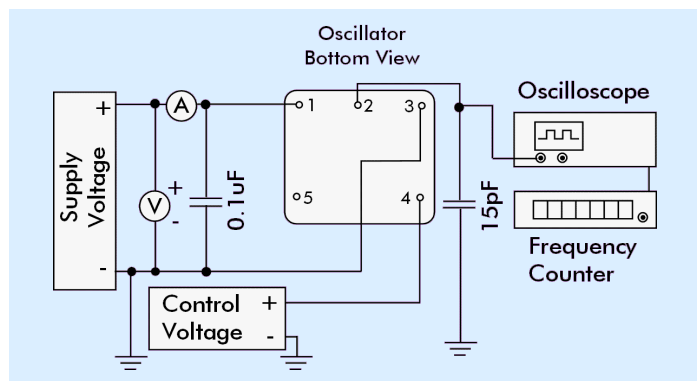 Oscillator
Bottom View
Oscilloscope
+
A
1
2
3
Supply
Voltage
V
+
-
0.1uF
5
4
15pF
-
Control
Voltage
+
-
Frequency
Counter